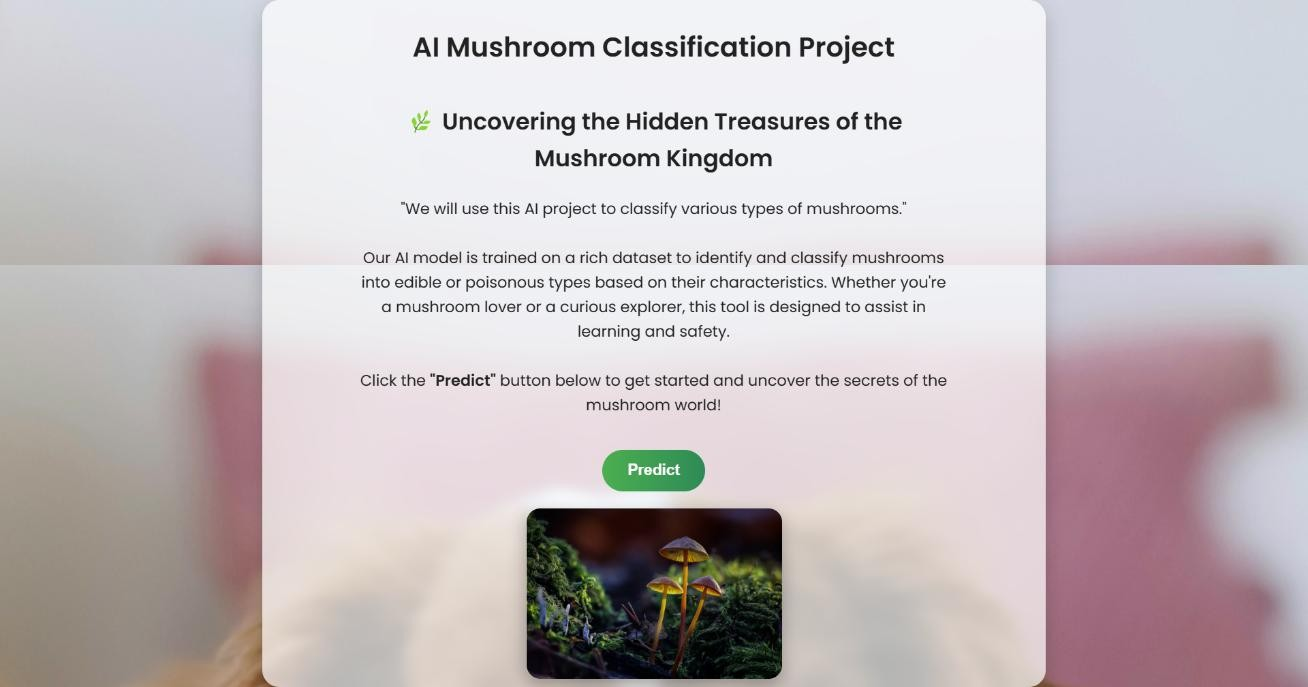 AI Mushroom Classification Project
🌿 Uncovering the Hidden Treasures of the
Mushroom Kingdom
"We will use this AI project to classify various types of mushrooms."
Our AI model is trained on a rich dataset to identify and classify mushrooms
into edible or poisonous types based on their characteristics. Whether you're
a mushroom lover or a curious explorer, this tool is designed to assist in
learning and safety.
Click the "Predict" button below to get started and uncover the secrets of the
mushroom world!
Predict